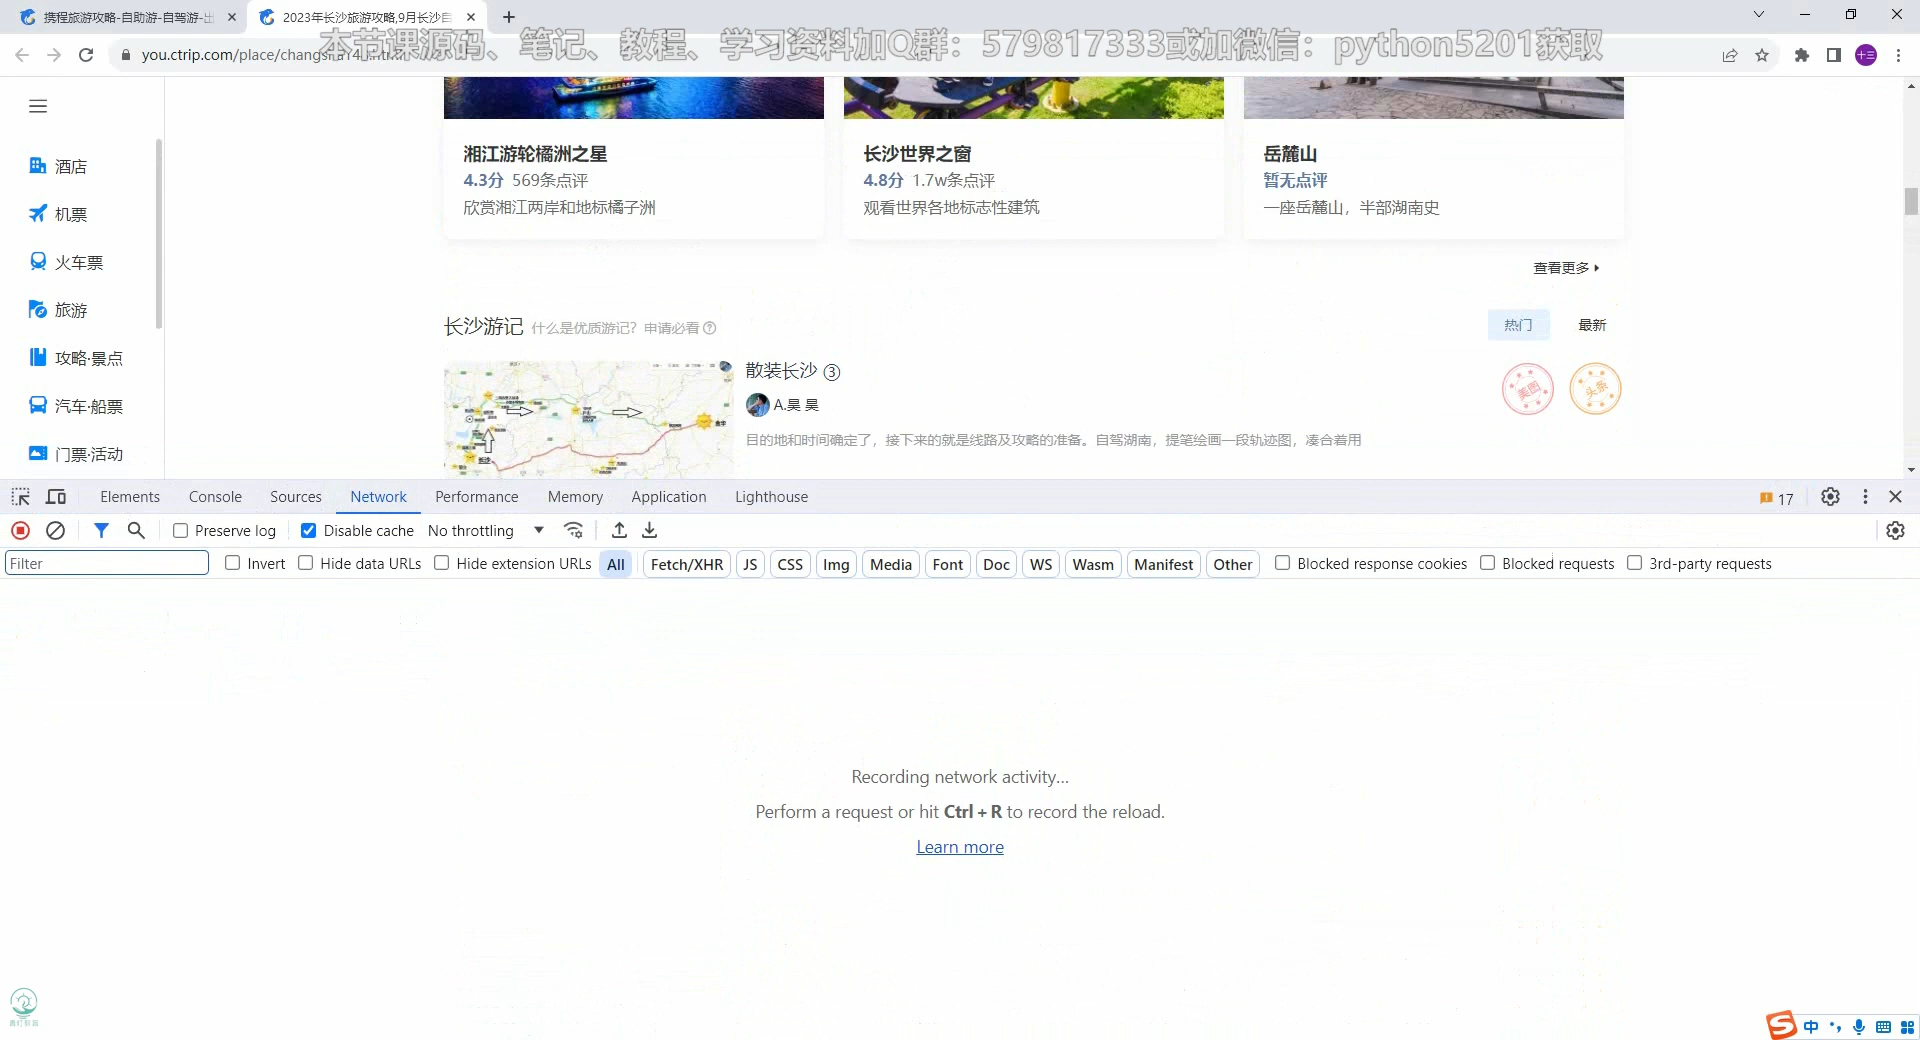 携程旅游攻略-自助游-自驾游-出
2023年长沙旅游攻略,9月长沙自
you.ctrip.com/place/changsha14
本节课源码、笔记、教程、学习资料加Q群：579817333或加微信：python5201获取
酒店
机票
火车票
旅游
攻略·景点
汽车·船票
门票·活动
湘江游轮橘洲之星
4.3分 569条点评
欣赏湘江两岸和地标橘子洲
长沙世界之窗
4.8分 1.7w条点评
观看世界各地标志性建筑
岳麓山
暂无点评
一座岳麓山，半部湖南史
查看更多
长沙游记 什么是优质游记？申请必看
热门 最新
散装长沙 ③
A.昊 昊
美图 头条
目的地和时间确定了，接下来的就是线路及攻略的准备。自驾湖南，提笔绘画一段轨迹图，凑合着用
Elements Console Sources Network Performance Memory Application Lighthouse 17
Preserve log Disable cache No throttling
Filter Invert Hide data URLs Hide extension URLs All Fetch/XHR JS CSS Img Media Font Doc WS Wasm Manifest Other Blocked response cookies Blocked requests 3rd-party requests
Recording network activity…
Perform a request or hit Ctrl + R to record the reload.
Learn more
中